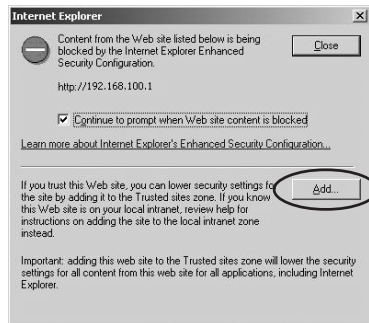 Internet Explorer
Content from the Web site listed below is being
blocked by the Internet Explorer Enhanced
Security Configuration.
Close
http://192.168.100.1
Continue to prompt when Web site content is blocked
Learn more about Internet Explorer's Enhanced Security Configuration...
If you trust this Web site, you can lower security settings for
the site by adding it to the Trusted sites zone. If you know
this Web site is on your local intranet, review help for
instructions on adding the site to the local intranet zone
instead.
Add...
Important: adding this web site to the Trusted sites zone will lower the security
settings for all content from this web site for all applications, including Internet
Explorer.